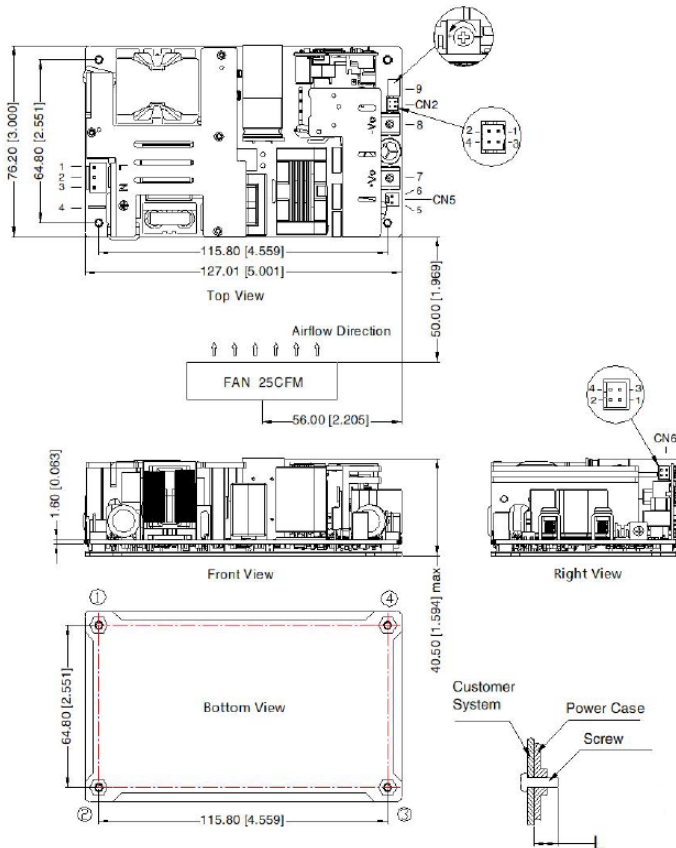 9
CN2
8
2
1
4
3
7
6
CN5
5
76.20 [3.000]
64.80 [2.551]
1
2
3
4
L
N
-Vo
+Vo
115.80 [4.559]
127.01 [5.001]
Top View
50.00 [1.969]
Airflow Direction
FAN 25CFM
56.00 [2.205]
4
3
2
1
CN6
1.60 [0.063]
Front View
40.50 [1.594] max
Right View
①
④
64.80 [2.551]
Bottom View
②
③
115.80 [4.559]
Customer
System
Power Case
Screw
L